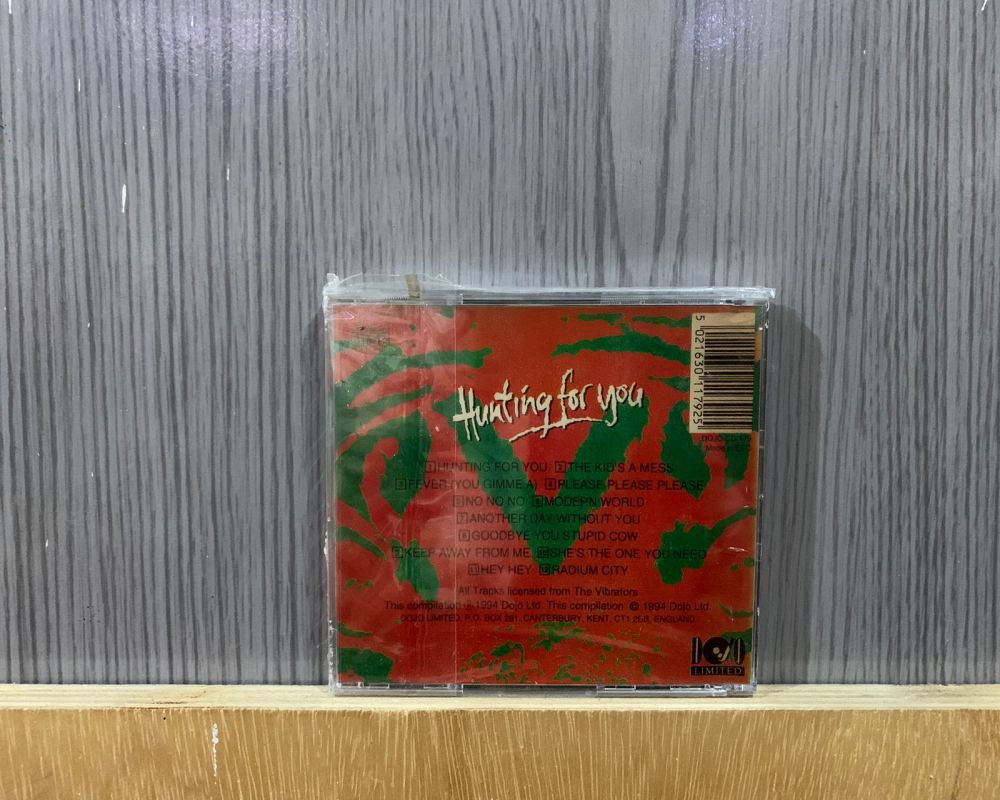 Hunting for you
5 021630 117925
DOJO CD 179
Made in EEC
1 HUNTING FOR YOU 2 THE KID'S A MESS
3 FEVER (YOU GIMME A) 4 PLEASE PLEASE PLEASE
5 NO NO NO 6 MODERN WORLD
7 ANOTHER DAY WITHOUT YOU
8 GOODBYE YOU STUPID COW
9 KEEP AWAY FROM ME 10 SHE'S THE ONE YOU NEED
11 HEY HEY 12 RADIUM CITY
All Tracks licensed from The Vibrators
This compilation ℗ 1994 Dojo Ltd. This compilation © 1994 Dojo Ltd.
DOJO LIMITED, P.O. BOX CANTERBURY, KENT, ENGLAND
LIMITED